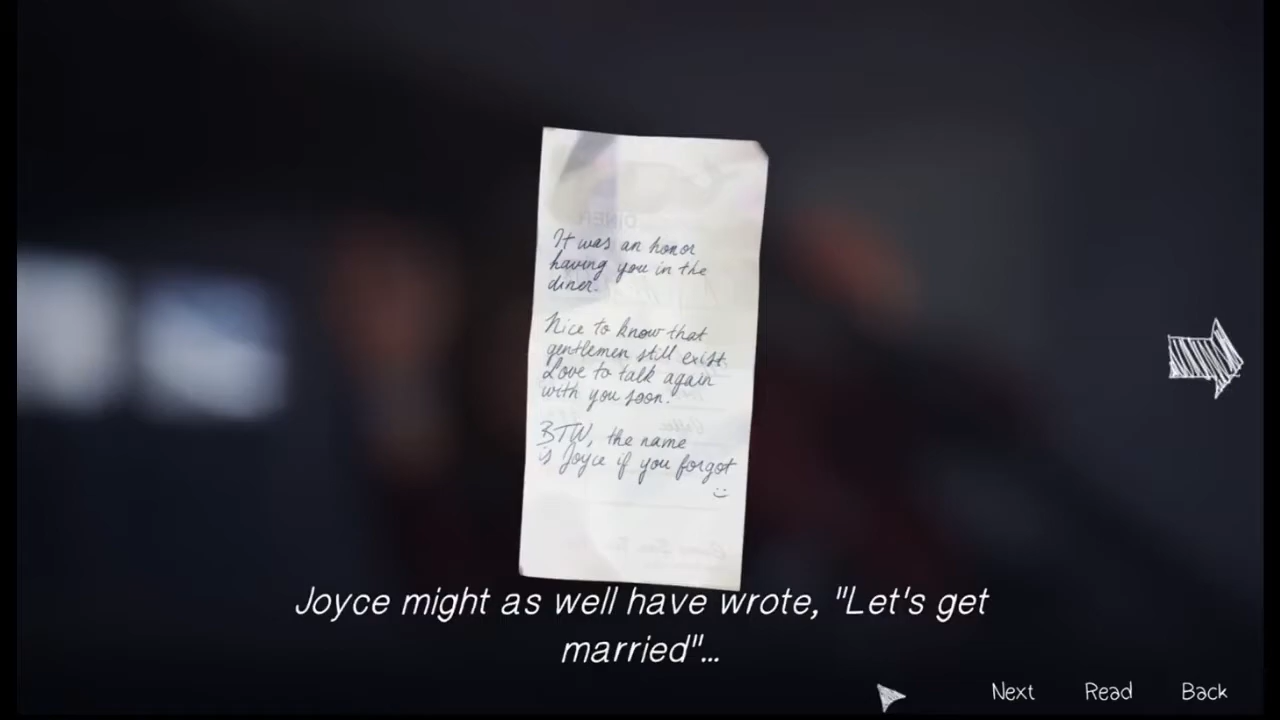 DINER
It was an honor
having you in the
diner.
Nice to know that
gentlemen still exist.
Love to talk again
with you soon.
BTW, the name
is Joyce if you forgot
:)
Joyce might as well have wrote, "Let's get
married"...
Next Read Back